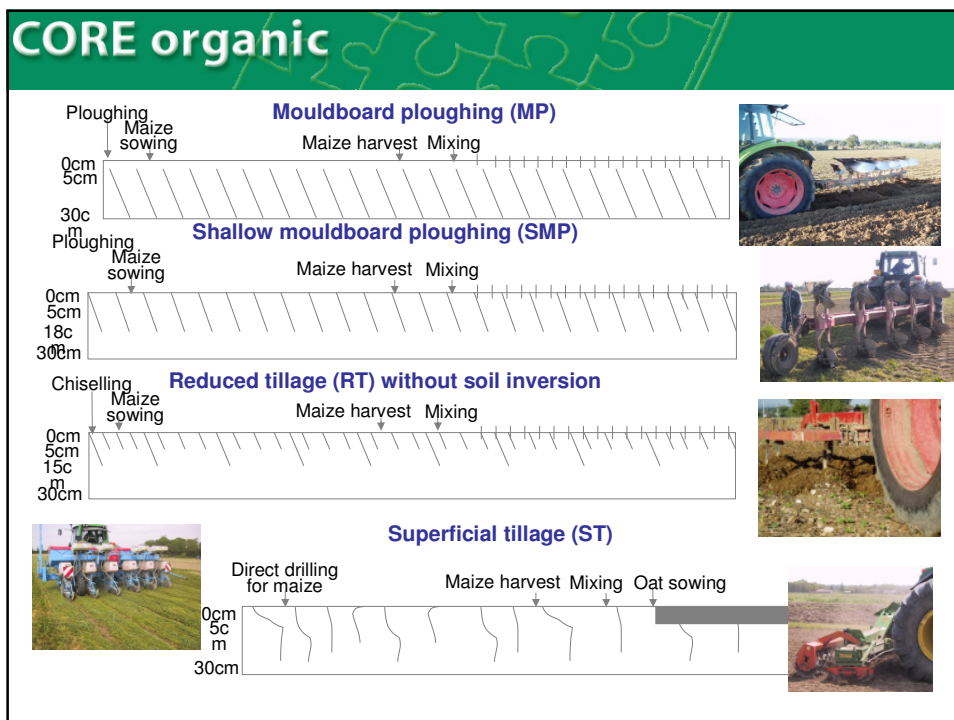 CORE organic
Mouldboard ploughing (MP)
Ploughing
Maize
sowing
Maize harvest
Mixing
0cm
5cm
30c
m
Shallow mouldboard ploughing (SMP)
Ploughing
Maize
sowing
Maize harvest
Mixing
0cm
5cm
18c
m
30cm
Reduced tillage (RT) without soil inversion
Chiselling
Maize
sowing
Maize harvest
Mixing
0cm
5cm
15c
m
30cm
Superficial tillage (ST)
Direct drilling
for maize
Maize harvest
Mixing
Oat sowing
0cm
5c
m
30cm